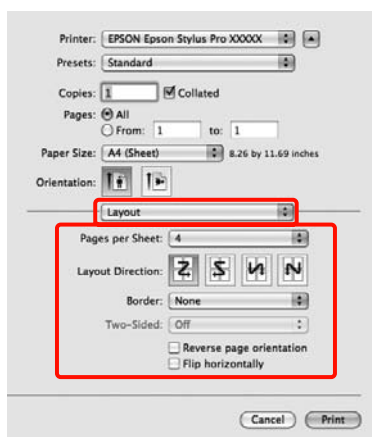 Printer: EPSON Epson Stylus Pro XXXXX
Presets: Standard
Copies: 1 Collated
Pages: All
From: 1 to: 1
Paper Size: A4 (Sheet) 8.26 by 11.69 inches
Orientation:
Layout
Pages per Sheet: 4
Layout Direction:
Border: None
Two-Sided: Off
Reverse page orientation
Flip horizontally
Cancel Print